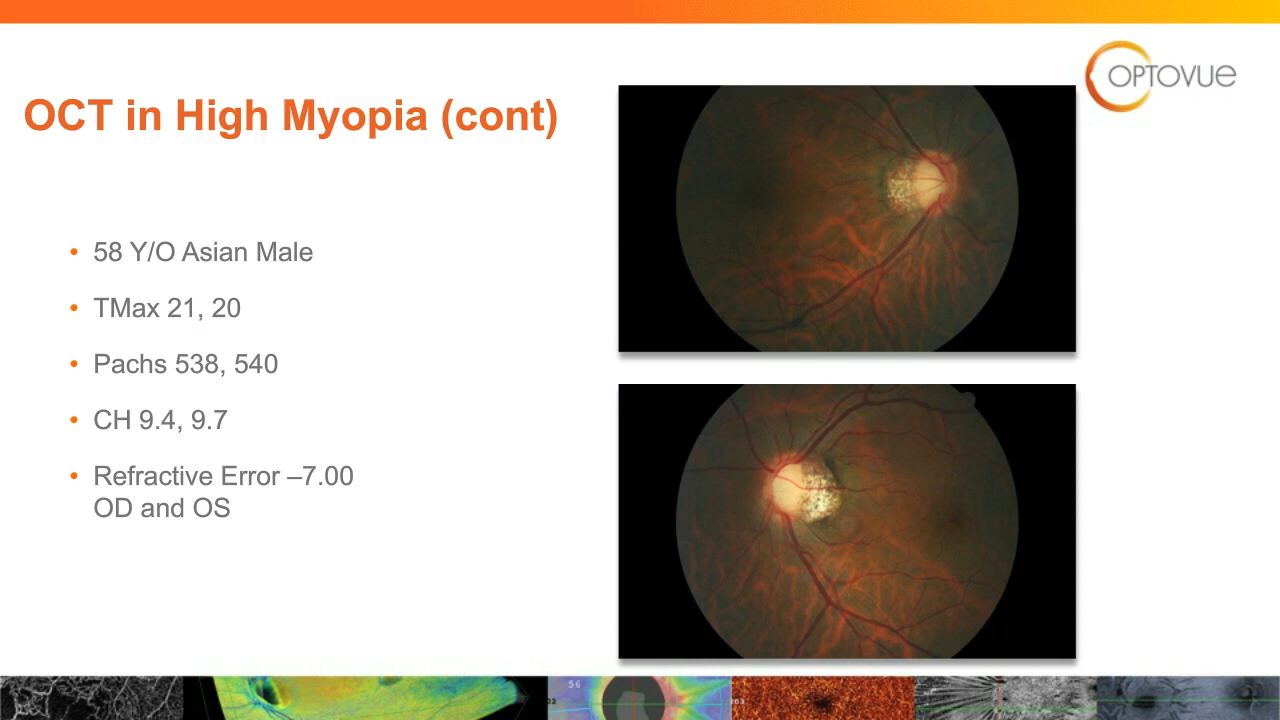 OPTOVUE
OCT in High Myopia (cont)
• 58 Y/O Asian Male
• TMax 21, 20
• Pachs 538, 540
• CH 9.4, 9.7
• Refractive Error –7.00
OD and OS
56